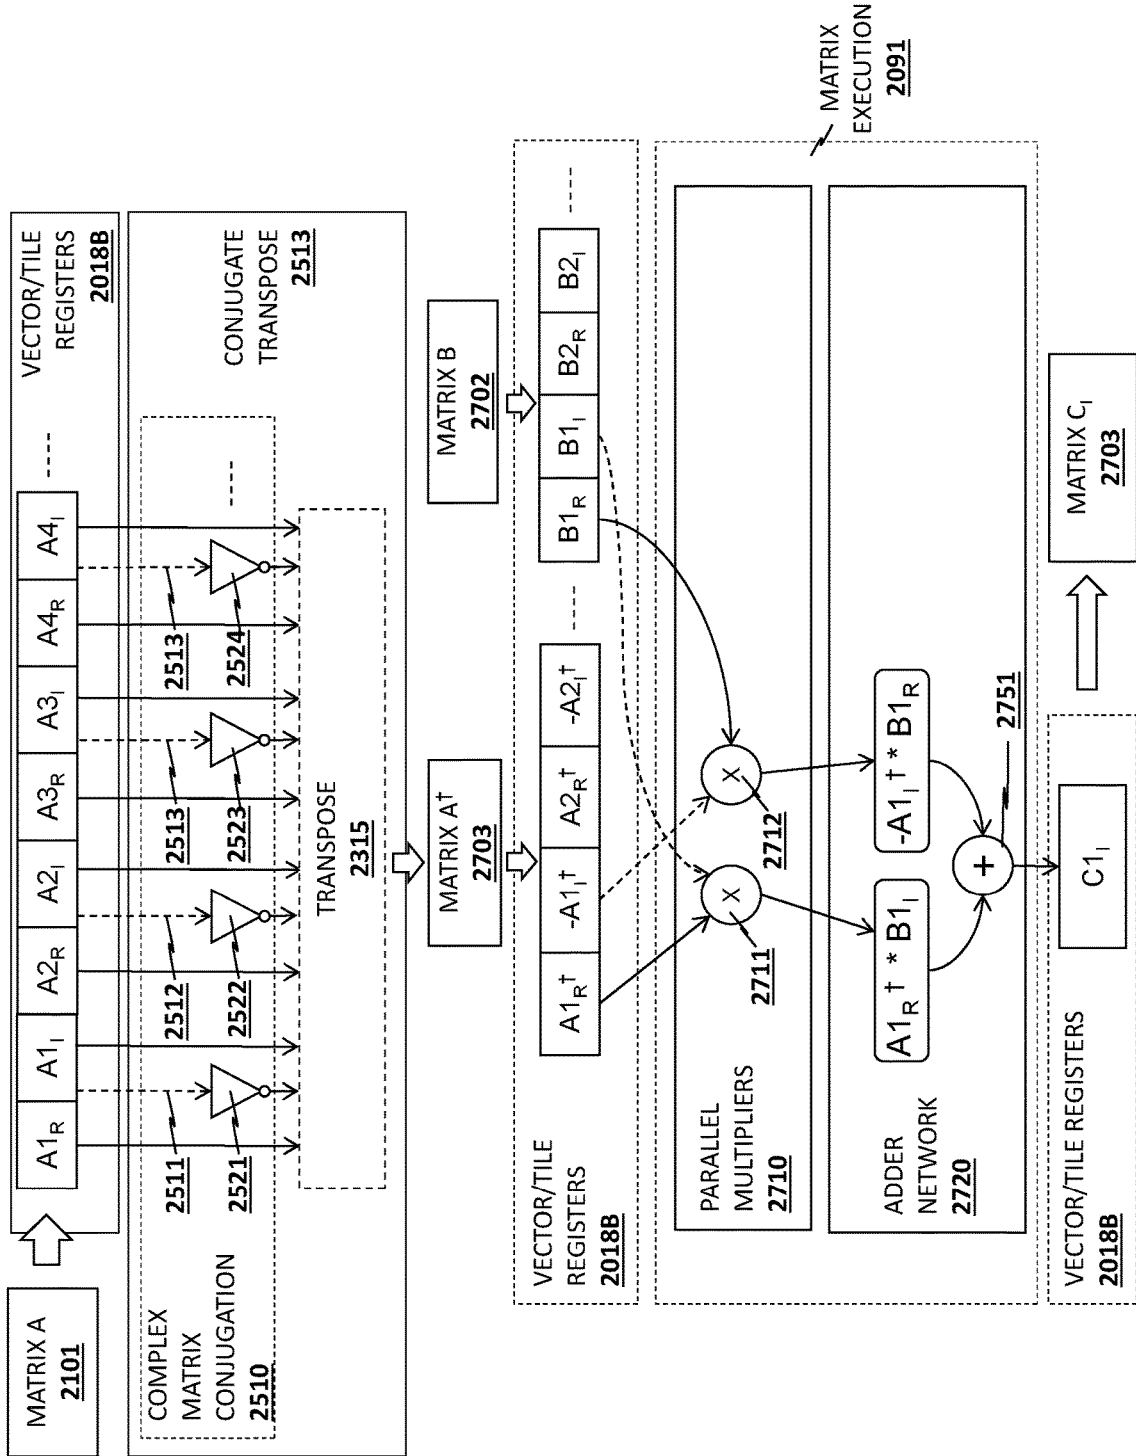 MATRIX A
2101
A1R
A1I
A2R
A2I
A3R
A3I
A4R
A4I
VECTOR/TILE
REGISTERS
2018B
COMPLEX
MATRIX
CONJUGATION
2510
2511
2521
2512
2522
2513
2523
2513
2524
CONJUGATE
TRANSPOSE
2513
TRANSPOSE
2315
MATRIX A†
2703
MATRIX B
2702
VECTOR/TILE
REGISTERS
2018B
A1R†
-A1I†
A2R†
-A2I†
B1R
B1I
B2R
B2I
MATRIX
EXECUTION
2091
PARALLEL
MULTIPLIERS
2710
X
2711
X
2712
ADDER
NETWORK
2720
A1R† * B1I
-A1I† * B1R
+
2751
VECTOR/TILE REGISTERS
2018B
C1I
MATRIX CI
2703